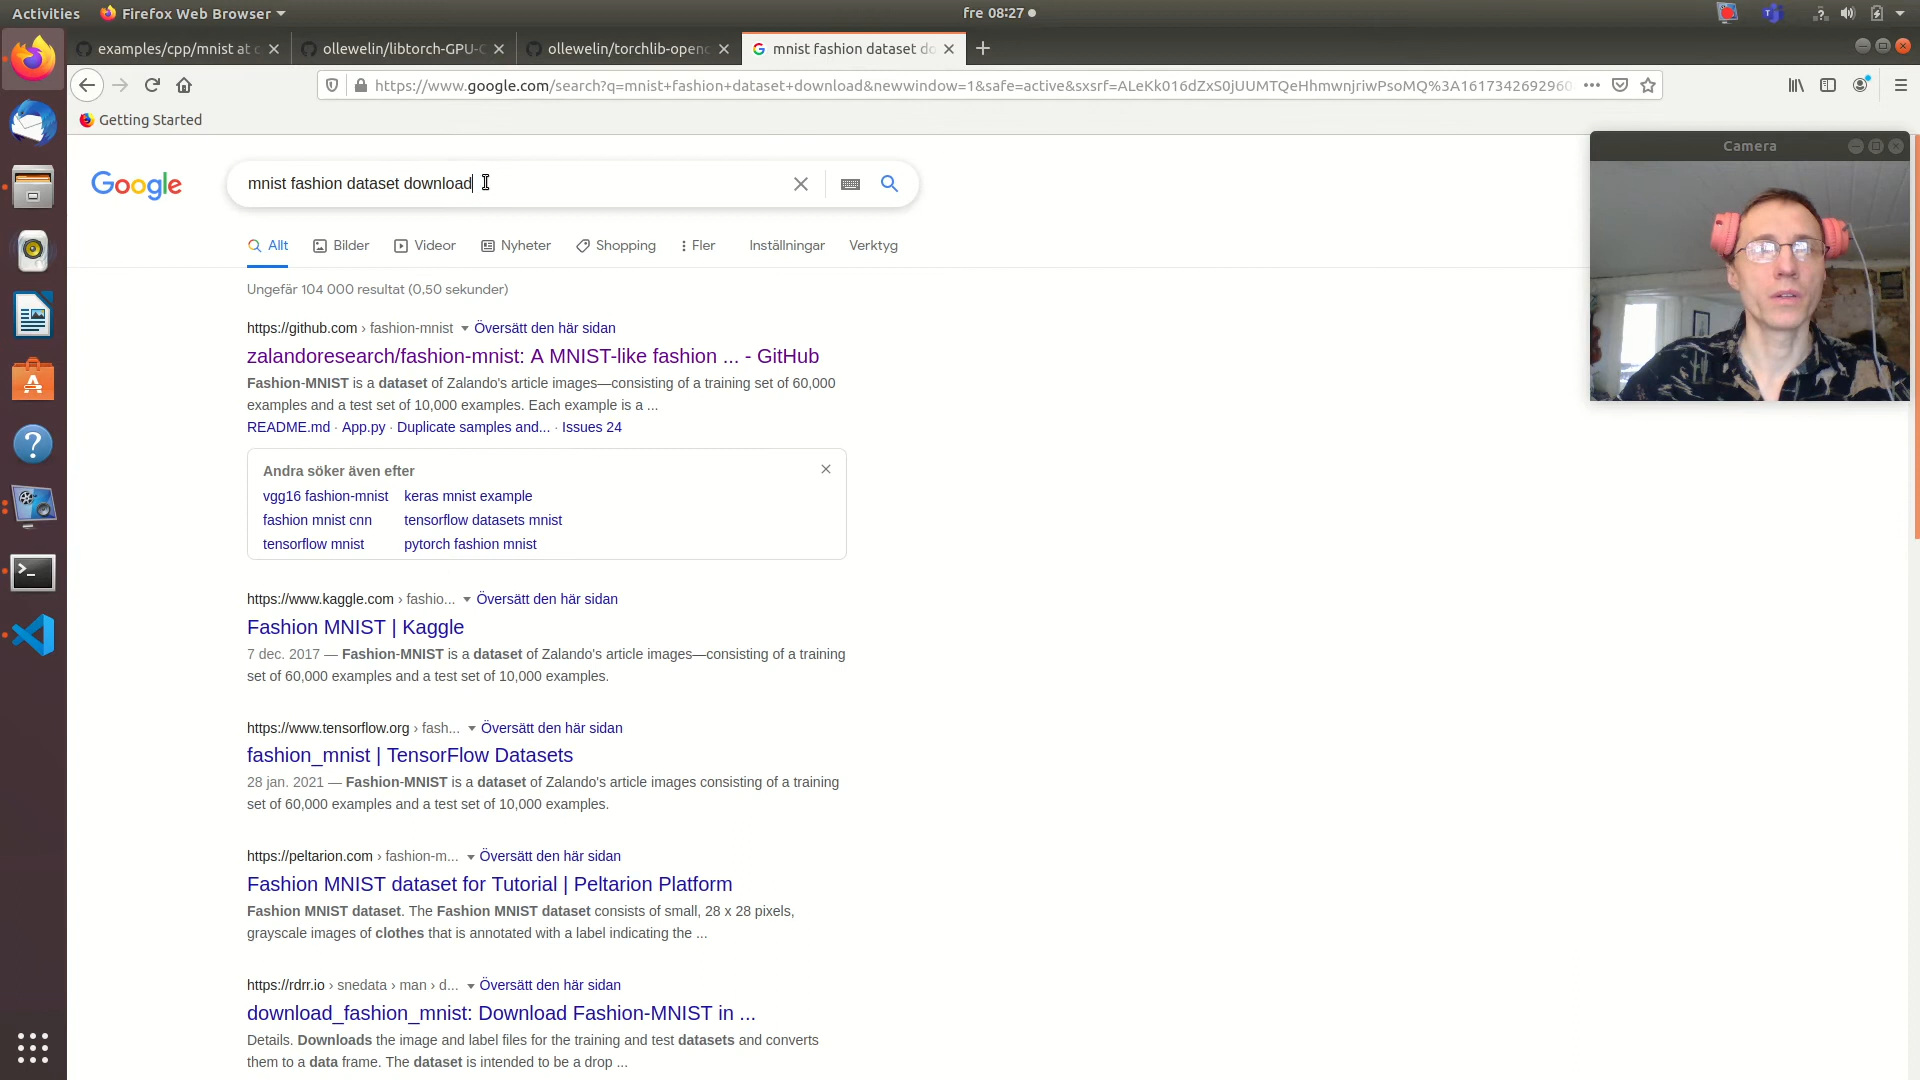 Activities
Firefox Web Browser
fre 08:27
examples/cpp/mnist at
ollewelin/libtorch-GPU-C
ollewelin/torchlib-openc
mnist fashion dataset do
https://www.google.com/search?q=mnist+fashion+dataset+download&newwindow=1&safe=active&sxsrf=ALeKk016dZxS0jUUMTQeHhmwnjriwPsoMQ%3A1617342692960
Getting Started
Camera
Google
mnist fashion dataset download
Allt
Bilder
Videor
Nyheter
Shopping
Fler
Inställningar
Verktyg
Ungefär 104 000 resultat (0,50 sekunder)
https://github.com › fashion-mnist Översätt den här sidan
zalandoresearch/fashion-mnist: A MNIST-like fashion ... - GitHub
Fashion-MNIST is a dataset of Zalando's article images—consisting of a training set of 60,000
examples and a test set of 10,000 examples. Each example is a ...
README.md · App.py · Duplicate samples and... · Issues 24
Andra söker även efter
vgg16 fashion-mnist keras mnist example
fashion mnist cnn tensorflow datasets mnist
tensorflow mnist pytorch fashion mnist
https://www.kaggle.com › fashio... Översätt den här sidan
Fashion MNIST | Kaggle
7 dec. 2017 — Fashion-MNIST is a dataset of Zalando's article images—consisting of a training
set of 60,000 examples and a test set of 10,000 examples.
https://www.tensorflow.org › fash... Översätt den här sidan
fashion_mnist | TensorFlow Datasets
28 jan. 2021 — Fashion-MNIST is a dataset of Zalando's article images consisting of a training
set of 60,000 examples and a test set of 10,000 examples.
https://peltarion.com › fashion-m... Översätt den här sidan
Fashion MNIST dataset for Tutorial | Peltarion Platform
Fashion MNIST dataset. The Fashion MNIST dataset consists of small, 28 x 28 pixels,
grayscale images of clothes that is annotated with a label indicating the ...
https://rdrr.io › snedata › man › d... Översätt den här sidan
download_fashion_mnist: Download Fashion-MNIST in ...
Details. Downloads the image and label files for the training and test datasets and converts
them to a data frame. The dataset is intended to be a drop ...